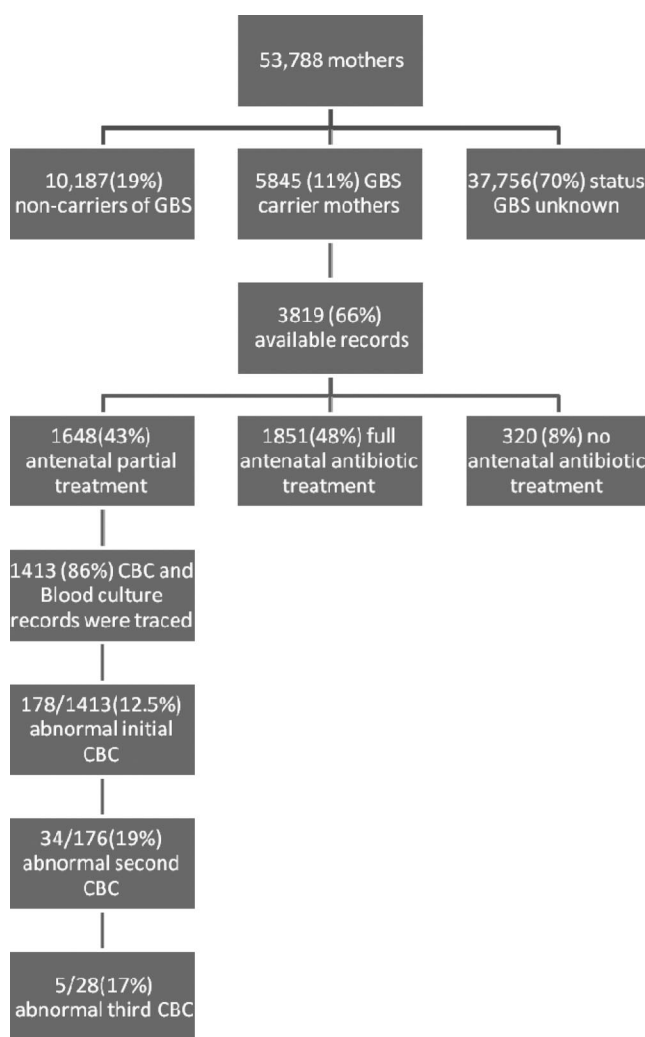 53,788 mothers
10,187(19%)
non-carriers of GBS
5845 (11%) GBS
carrier mothers
37,756(70%) status
GBS unknown
3819 (66%)
available records
1648(43%)
antenatal partial
treatment
1851(48%) full
antenatal antibiotic
treatment
320 (8%) no
antenatal antibiotic
treatment
1413 (86%) CBC and
Blood culture
records were traced
178/1413(12.5%)
abnormal initial
CBC
34/176(19%)
abnormal second
CBC
5/28(17%)
abnormal third CBC